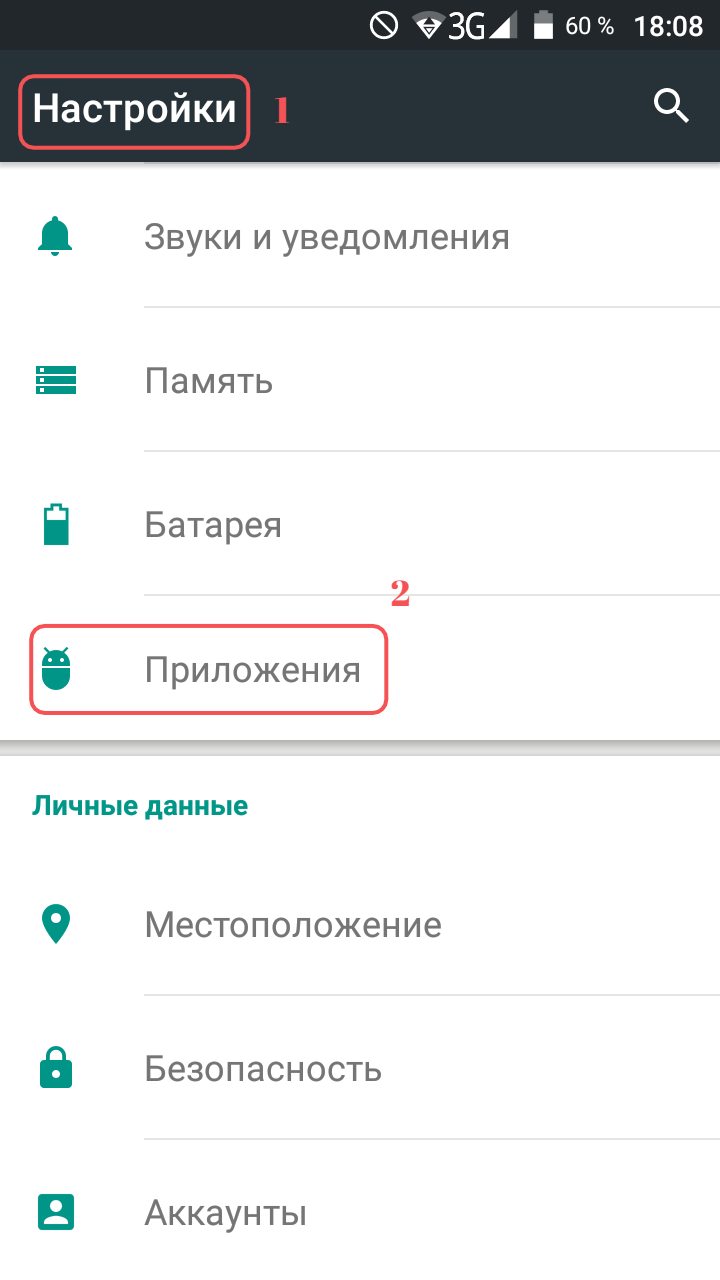 3G 60 % 18:08
Настройки 1
Звуки и уведомления
Память
Батарея
2
Приложения
Личные данные
Местоположение
Безопасность
Аккаунты